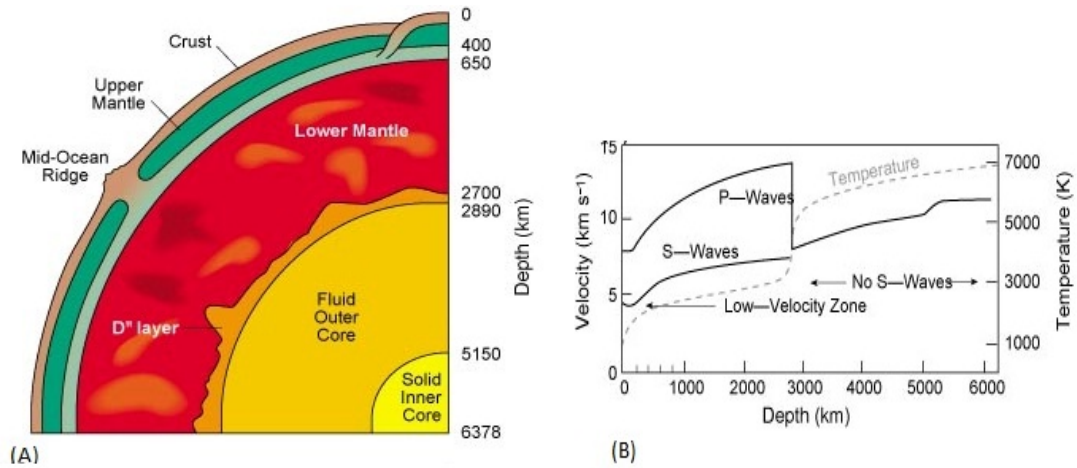 Crust
Upper
Mantle
Mid-Ocean
Ridge
Lower Mantle
D" layer
Fluid
Outer
Core
Solid
Inner
Core
0
400
650
2700
2890
5150
6378
Depth (km)
(A)
15
10
5
0
Velocity (km s⁻¹)
Temperature
P—Waves
S—Waves
No S—Waves
Low—Velocity Zone
7000
5000
3000
1000
Temperature (K)
0 1000 2000 3000 4000 5000 6000
Depth (km)
(B)